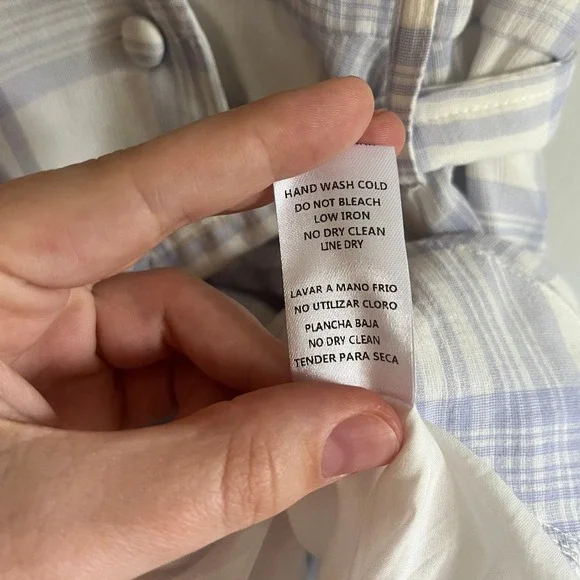 HAND WASH COLD
DO NOT BLEACH
LOW IRON
NO DRY CLEAN
LINE DRY
LAVAR A MANO FRIO
NO UTILIZAR CLORO
PLANCHA BAJA
NO DRY CLEAN
TENDER PARA SECA